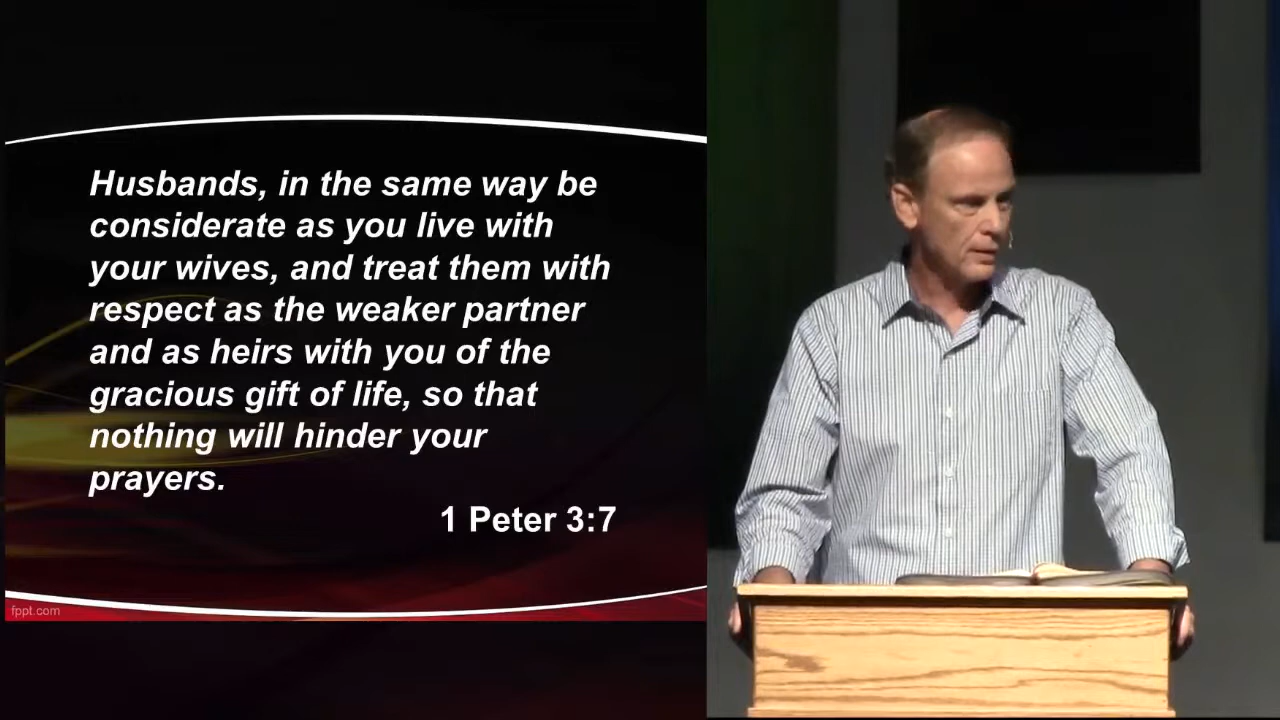 Husbands, in the same way be
considerate as you live with
your wives, and treat them with
respect as the weaker partner
and as heirs with you of the
gracious gift of life, so that
nothing will hinder your
prayers.
1 Peter 3:7
fppt.com